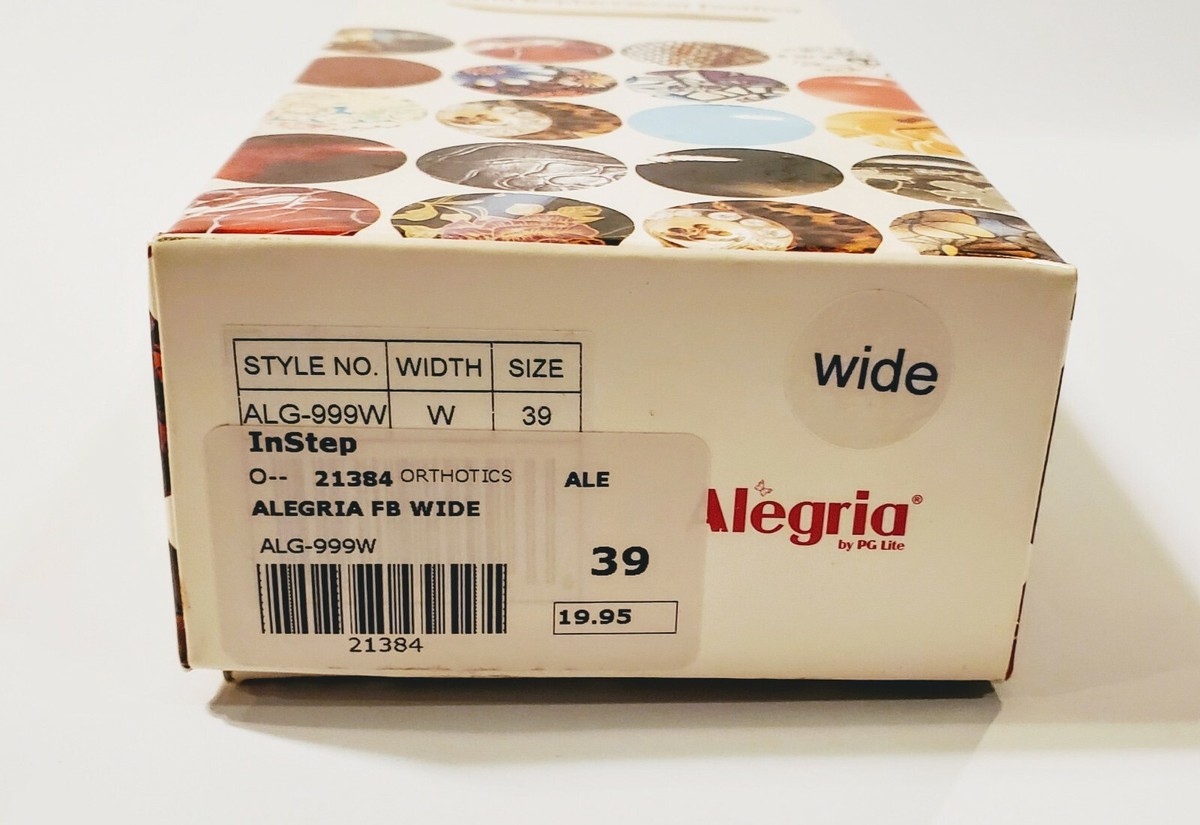 STYLE NO. WIDTH SIZE
ALG-999W W 39
wide
InStep
O-- 21384 ORTHOTICS ALE
ALEGRIA FB WIDE
ALG-999W
39
19.95
21384
Alegria®
by PG Lite